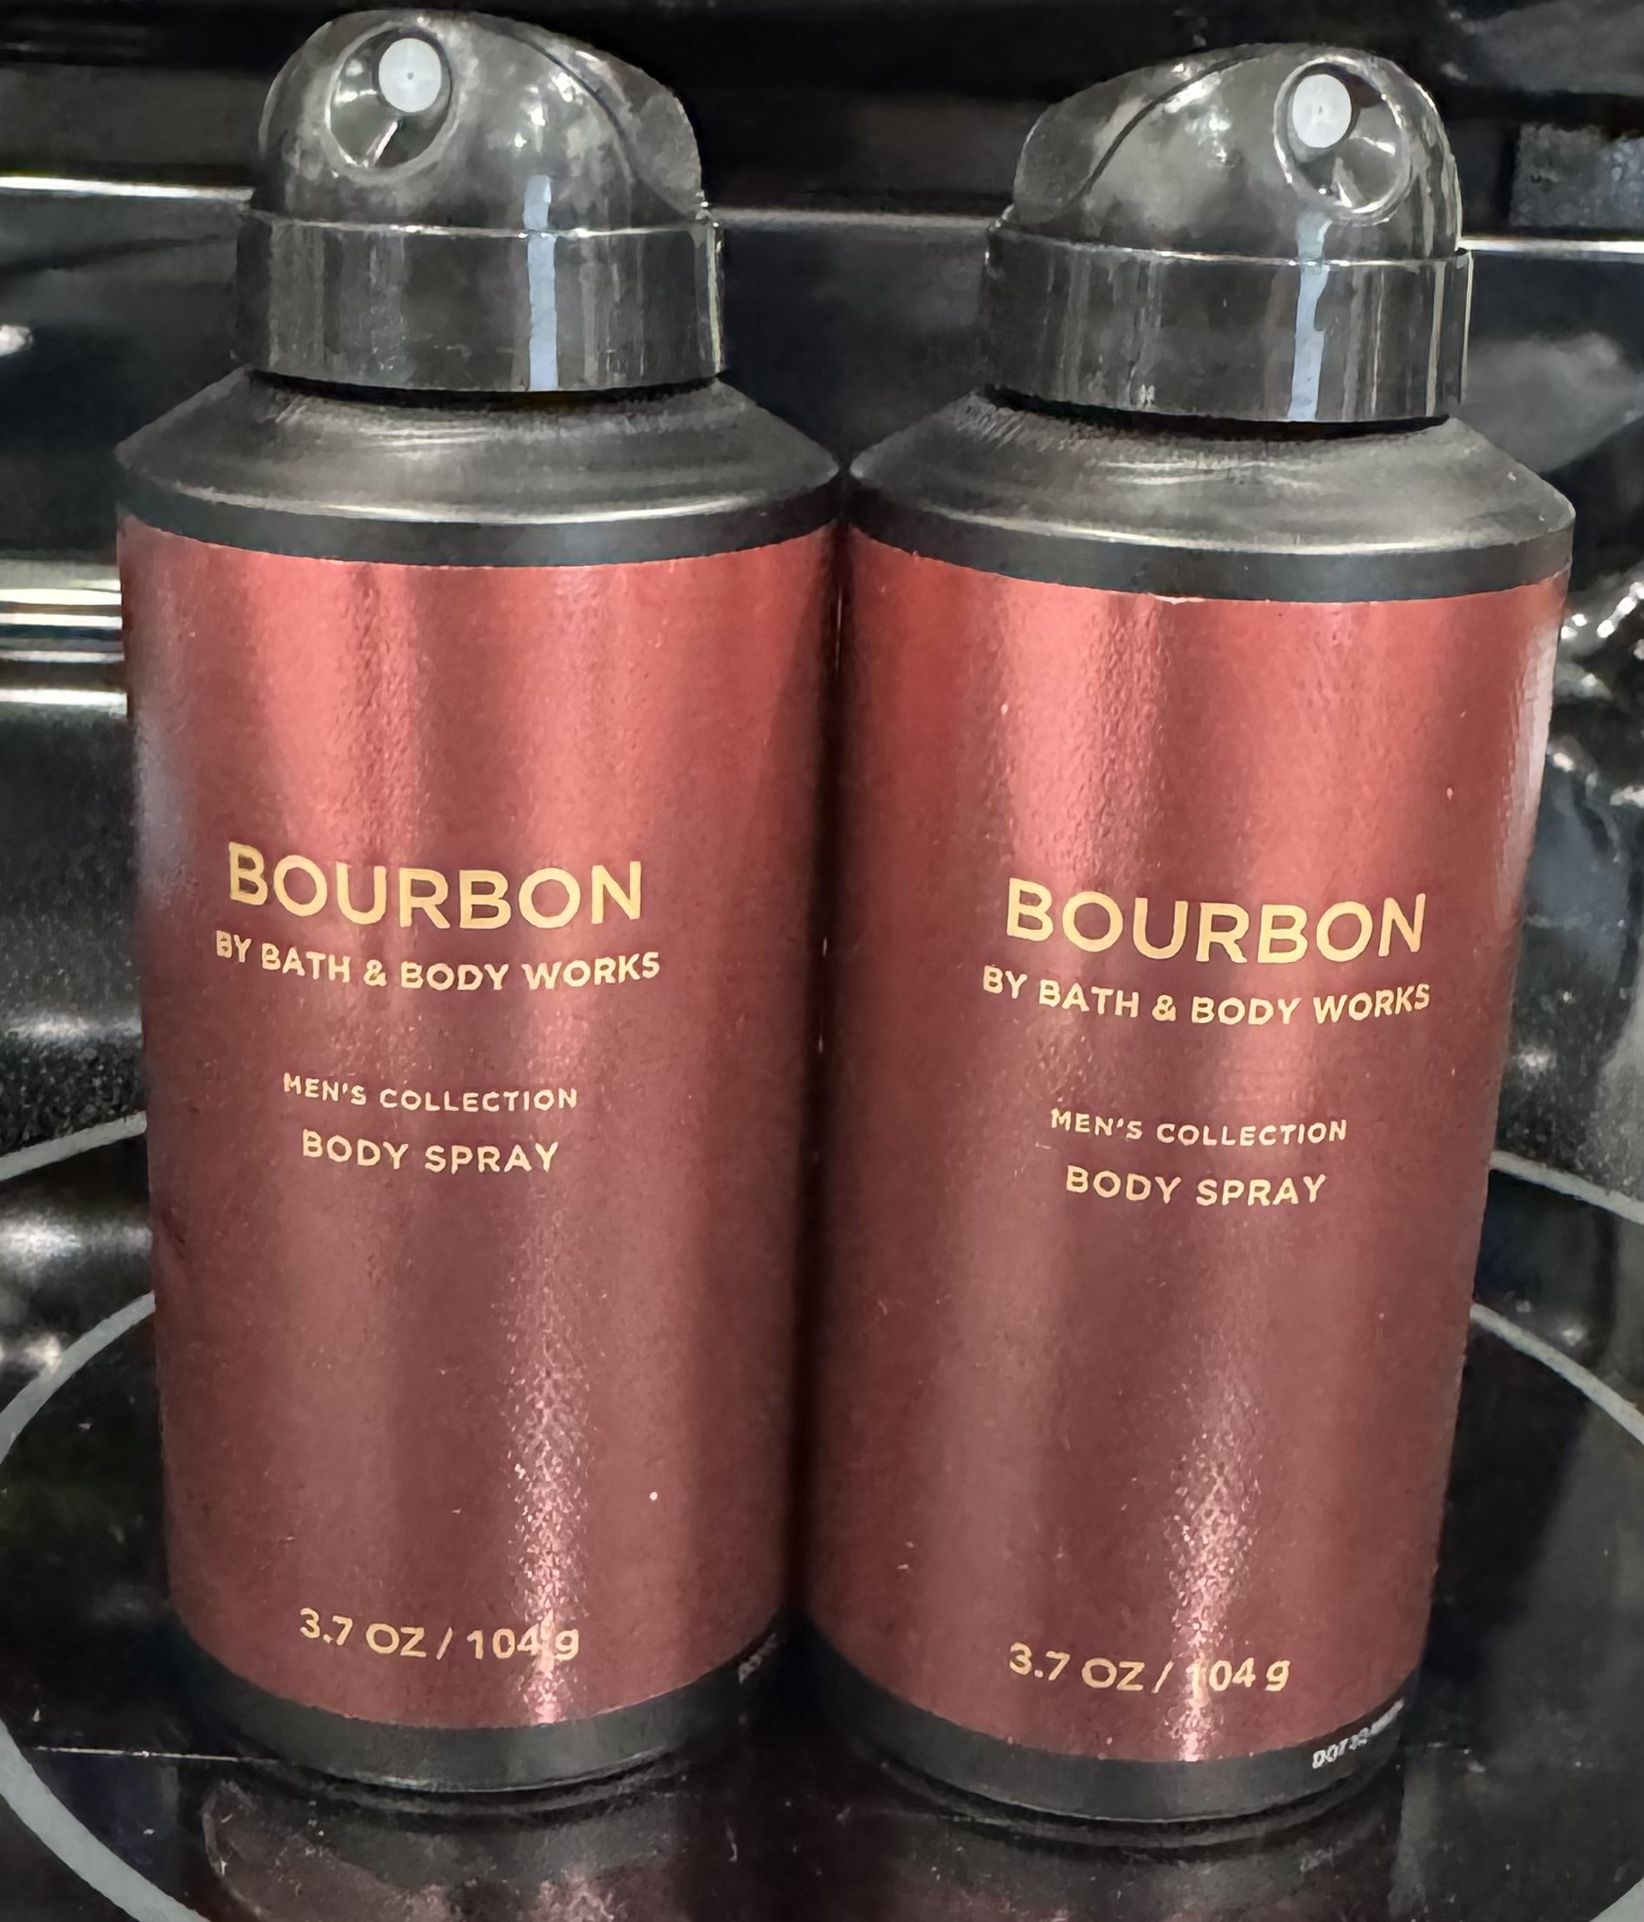 BOURBON
BY BATH & BODY WORKS
MEN'S COLLECTION
BODY SPRAY
3.7 OZ / 104 g
BOURBON
BY BATH & BODY WORKS
MEN'S COLLECTION
BODY SPRAY
3.7 OZ / 104 g